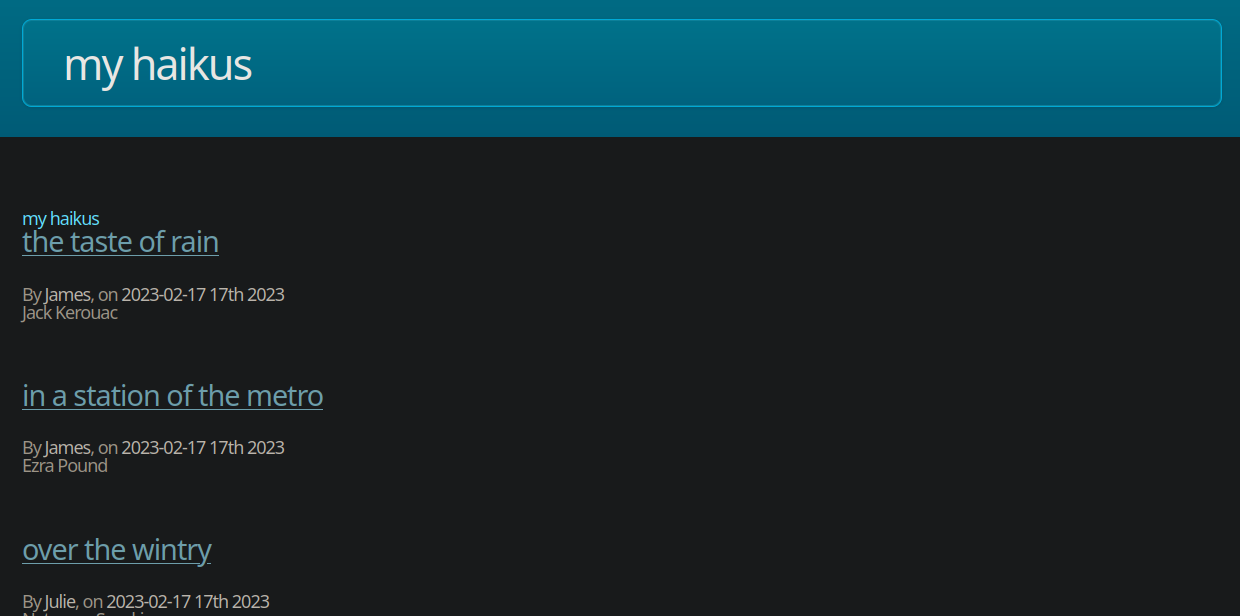 my haikus
my haikus
the taste of rain
By James, on 2023-02-17 17th 2023
Jack Kerouac
in a station of the metro
By James, on 2023-02-17 17th 2023
Ezra Pound
over the wintry
By Julie, on 2023-02-17 17th 2023